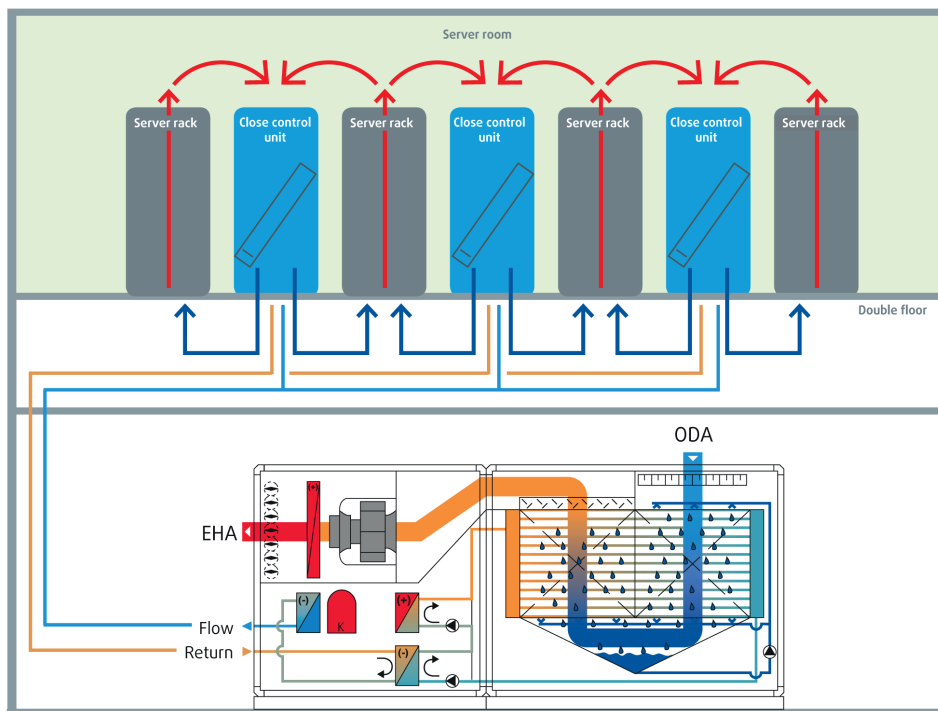 Server room
Server rack
Close control
unit
Server rack
Close control
unit
Server rack
Close control
unit
Server rack
Double floor
ODA
(+)
EHA
(-)
K
(+)
Flow
Return
(-)